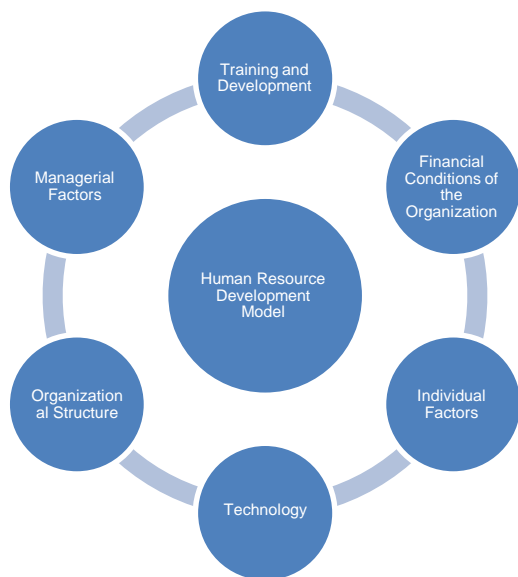 Training and
Development
Financial
Conditions of
the
Organization
Individual
Factors
Technology
Organization
al Structure
Managerial
Factors
Human Resource
Development
Model